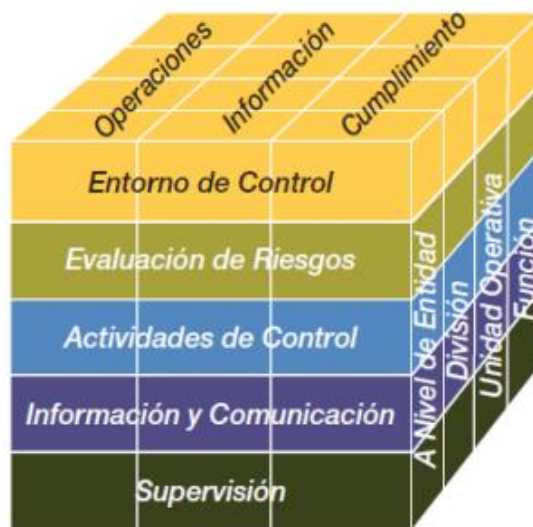 Operaciones
Información
Cumplimiento
Entorno de Control
Evaluación de Riesgos
Actividades de Control
Información y Comunicación
Supervisión
A Nivel de Entidad
División
Unidad Operativa
Función